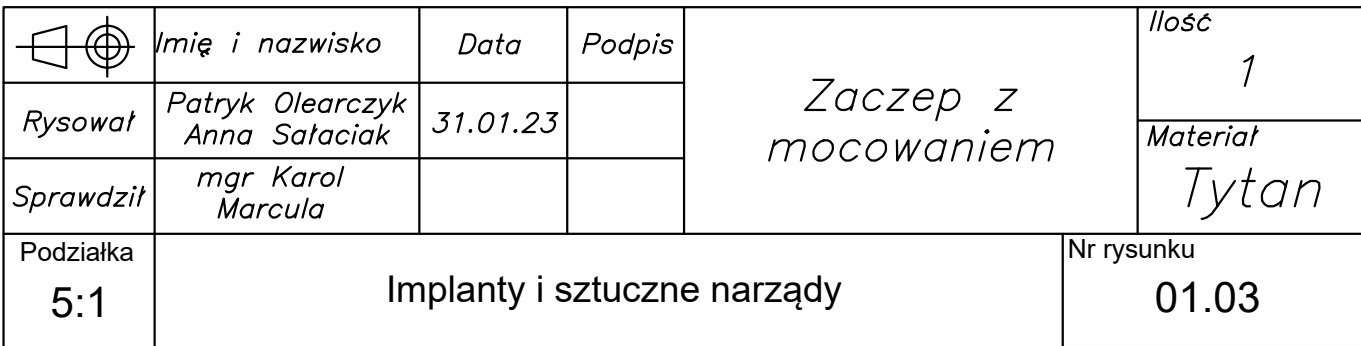 Imię i nazwisko
Data
Podpis
Zaczep z
mocowaniem
Ilość
1
Rysował
Patryk Olearczyk
Anna Sałaciak
31.01.23
Materiał
Tytan
Sprawdził
mgr Karol
Marcula
Podziałka
5:1
Implanty i sztuczne narządy
Nr rysunku
01.03